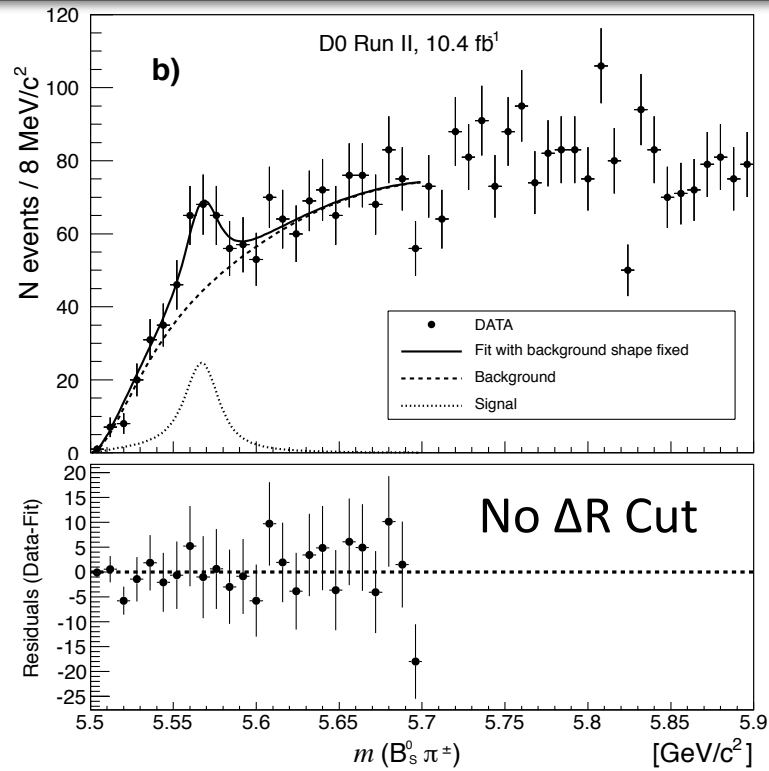 D0 Run II, 10.4 fb⁻¹
b)
N events / 8 MeV/c²
120
100
80
60
40
20
0
DATA
Fit with background shape fixed
Background
Signal
Residuals (Data-Fit)
20
15
10
5
0
-5
-10
-15
-20
-25
No ΔR Cut
5.5 5.55 5.6 5.65 5.7 5.75 5.8 5.85 5.9
m (B⁰ₛ π±) [GeV/c²]